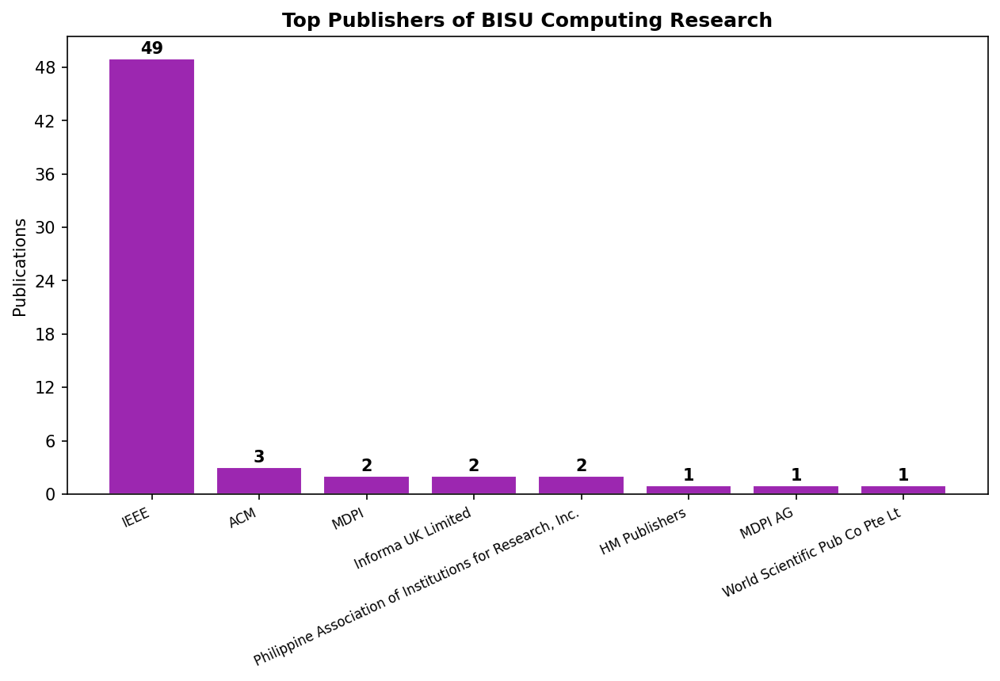 Top Publishers of BISU Computing Research
Publications
48
42
36
30
24
18
12
6
0
49
3
2
2
2
1
1
1
IEEE
ACM
MDPI
Informa UK Limited
Philippine Association of Institutions for Research, Inc.
HM Publishers
MDPI AG
World Scientific Pub Co Pte Lt